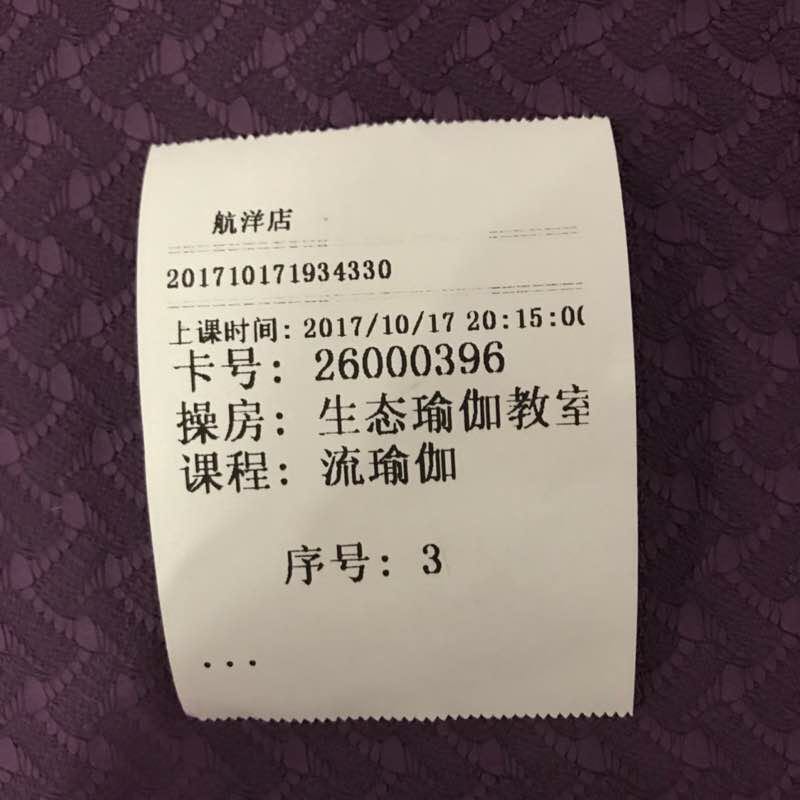 航洋店
201710171934330
上课时间: 2017/10/17 20:15:0(
卡号: 26000396
操房: 生态瑜伽教室
课程: 流瑜伽
序号: 3
...